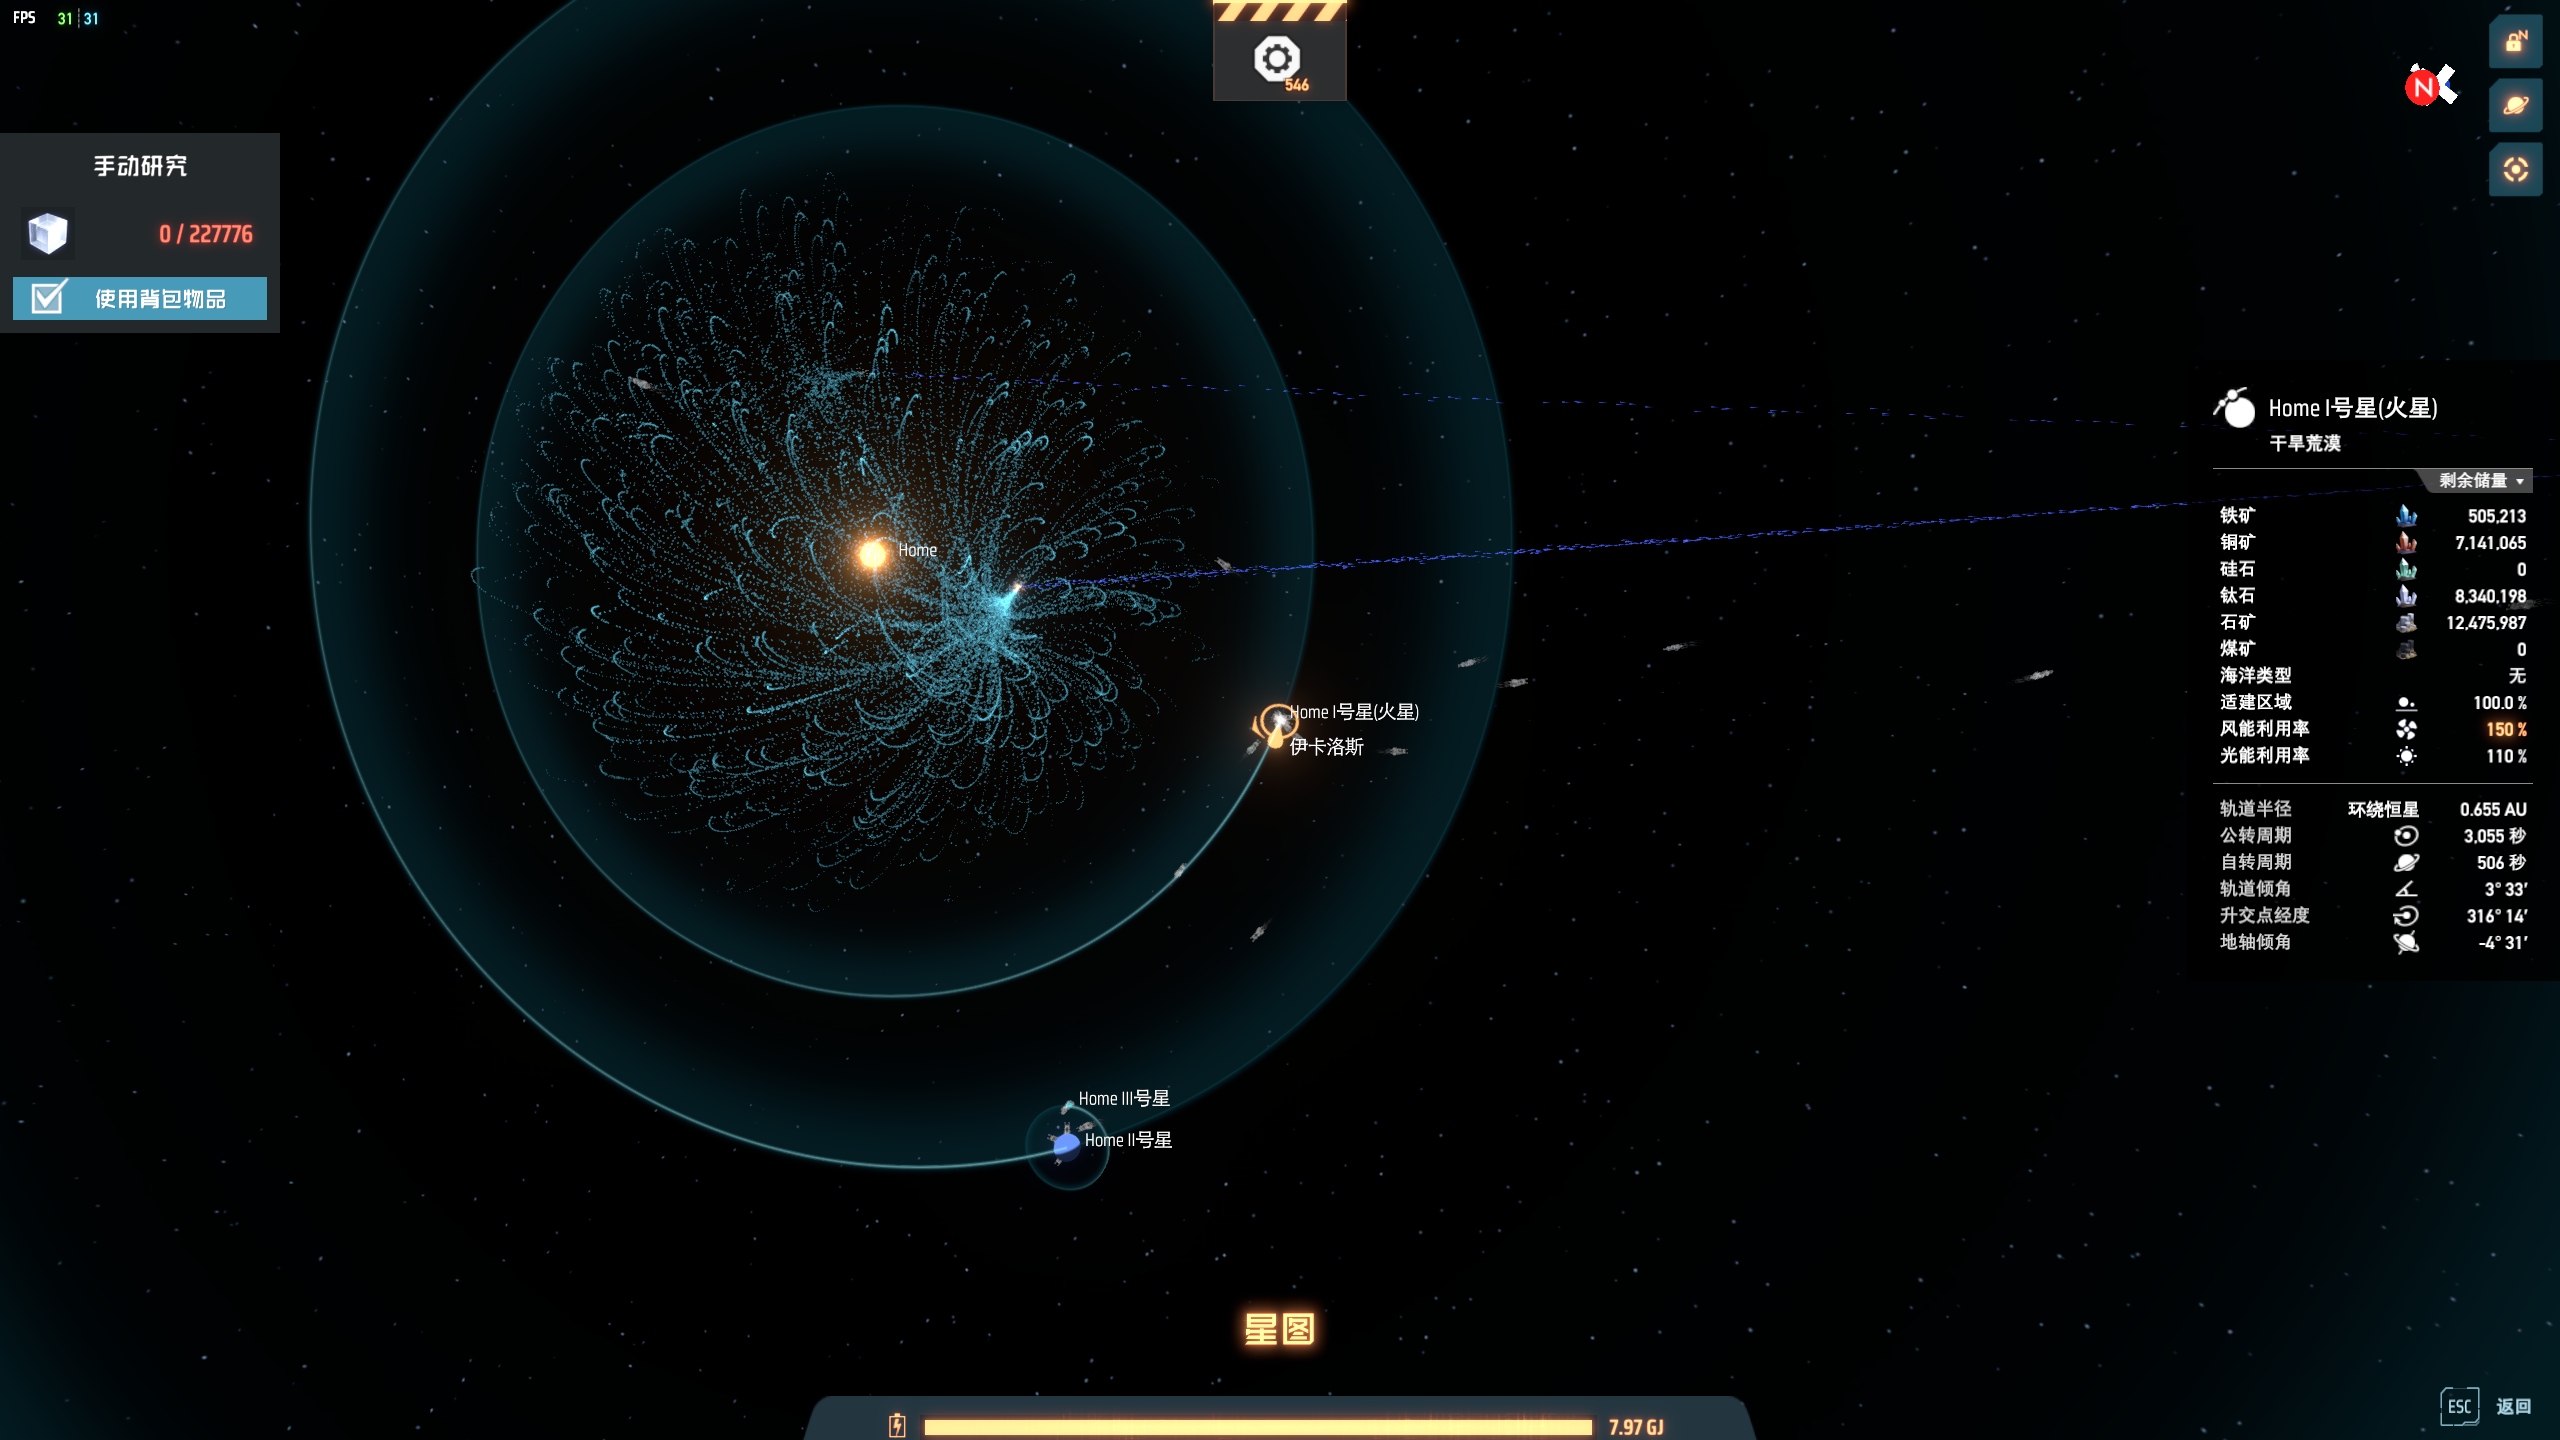 FPS 31 31
546
N
N
手动研究
0 / 227776
使用背包物品
Home
Home I号星(火星)
伊卡洛斯
Home III号星
Home II号星
Home I号星(火星)
干旱荒漠
剩余储量
铁矿 505,213
铜矿 7,141,065
硅石 0
钛石 8,340,198
石矿 12,475,987
煤矿 0
海洋类型 无
适建区域 100.0 %
风能利用率 150 %
光能利用率 110 %
轨道半径 环绕恒星 0.655 AU
公转周期 3,055 秒
自转周期 506 秒
轨道倾角 3° 33′
升交点经度 316° 14′
地轴倾角 -4° 31′
星图
7.97 GJ
ESC 返回